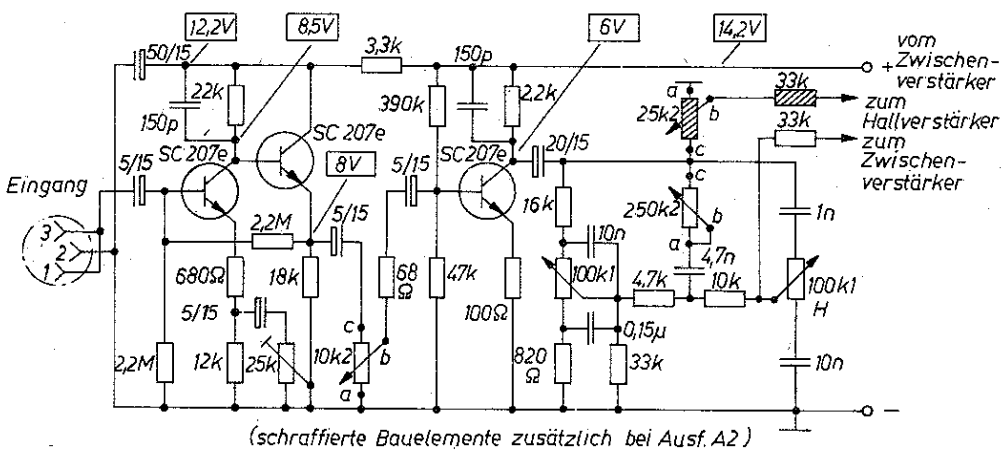 12,2V
8,5V
6V
14,2V
50/15
22k
150p
3,3k
390k
150p
2,2k
20/15
vom
+ Zwischen-
verstärker
a
25k2
b
c
33k
zum
Hallverstärker
33k
zum
Zwischen-
verstärker
SC 207e
SC 207e
SC 207e
Eingang
5/15
8V
5/15
5/15
16k
10n
c
250k2
b
a
1n
3
2
1
2,2M
680Ω
18k
68
Ω
47k
100Ω
100k1
4,7n
4,7k
10k
100k1
H
5/15
2,2M
12k
25k
c
10k2
b
a
820
Ω
0,15µ
33k
10n
−
(schraffierte Bauelemente zusätzlich bei Ausf. A2)